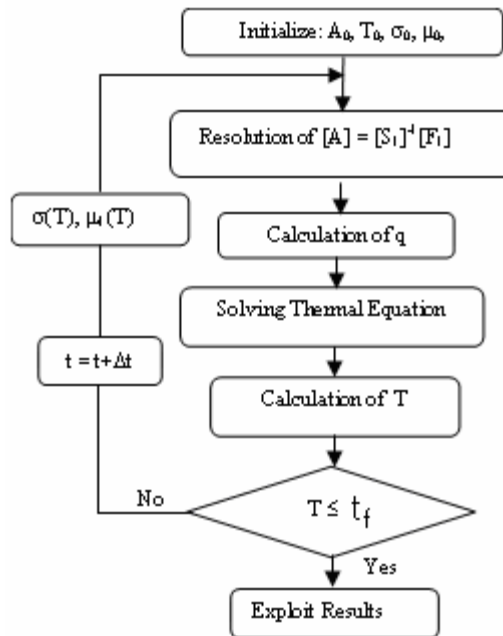 Initialize: A₀, T₀, σ₀, μ₀,
Resolution of [A] = [S₁]⁻¹ [F₁]
σ(T), μᵣ(T)
Calculation of q
Solving Thermal Equation
t = t+Δt
Calculation of T
No
T ≤ t_f
Yes
Exploit Results